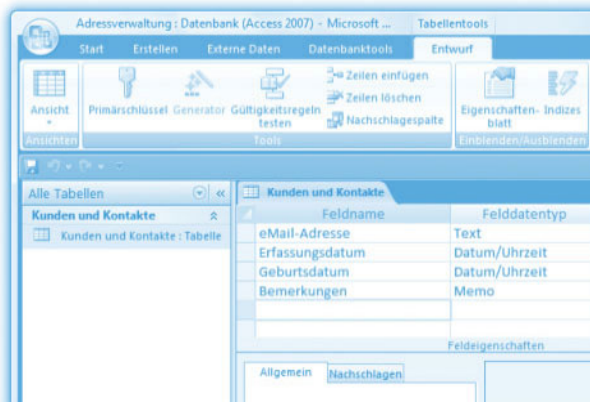 Adressverwaltung : Datenbank (Access 2007) - Microsoft ... Tabellentools
Start Erstellen Externe Daten Datenbanktools Entwurf
Ansicht
Primärschlüssel Generator Gültigkeitsregeln
testen
Zeilen einfügen
Zeilen löschen
Nachschlagespalte
Eigenschaften-
blatt
Indizes
Ansichten Tools Einblenden/Ausblenden
Alle Tabellen «
Kunden und Kontakte
Kunden und Kontakte : Tabelle
Kunden und Kontakte
Feldname Felddatentyp
eMail-Adresse Text
Erfassungsdatum Datum/Uhrzeit
Geburtsdatum Datum/Uhrzeit
Bemerkungen Memo
Feldeigenschaften
Allgemein Nachschlagen